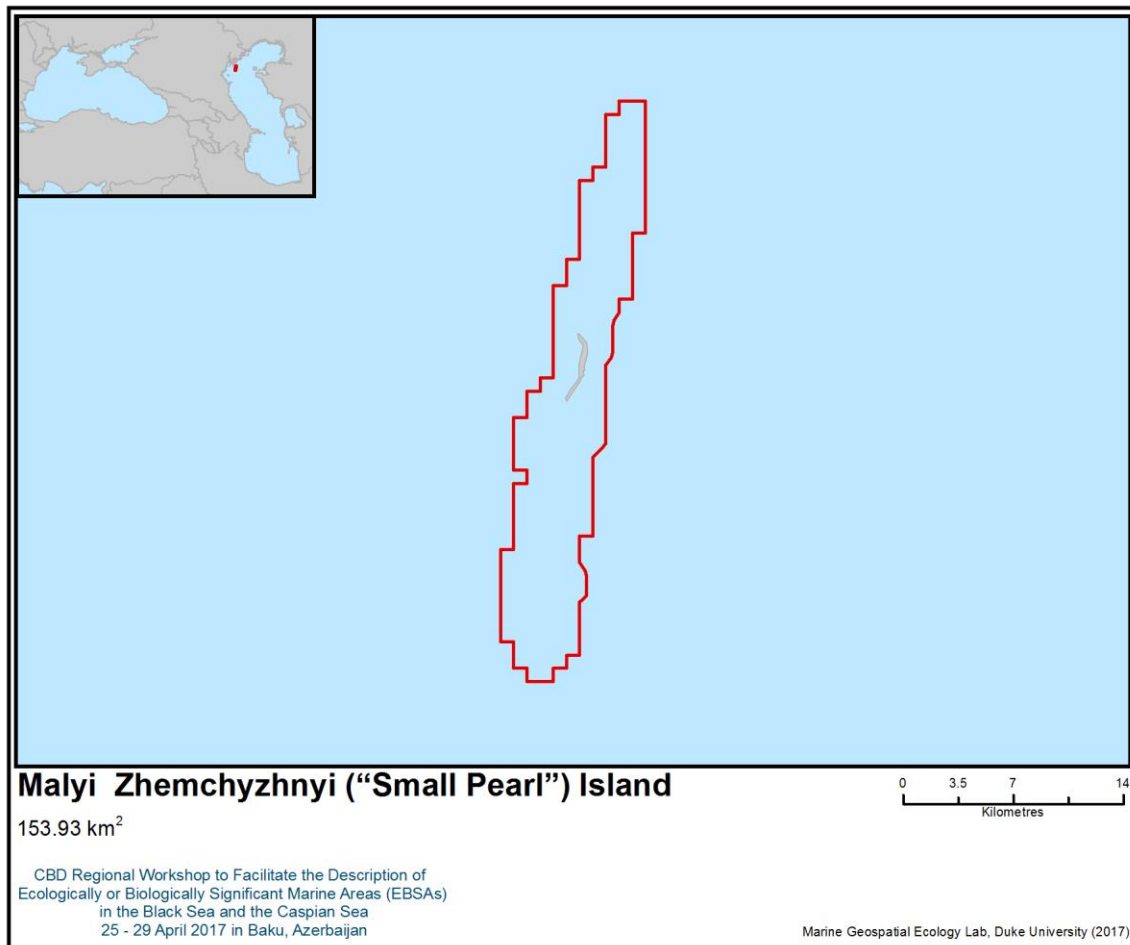 Malyi  Zhemchyzhnyi (“Small Pearl”) Island
153.93 km²
0 3.5 7 14
Kilometres
CBD Regional Workshop to Facilitate the Description of
Ecologically or Biologically Significant Marine Areas (EBSAs)
in the Black Sea and the Caspian Sea
25 - 29 April 2017 in Baku, Azerbaijan
Marine Geospatial Ecology Lab, Duke University (2017)